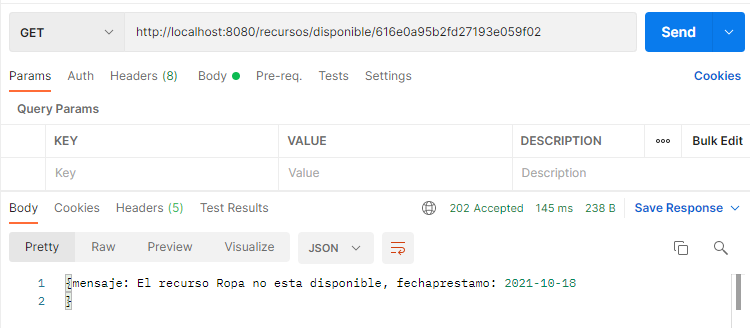 GET http://localhost:8080/recursos/disponible/616e0a95b2fd27193e059f02 Send
Params Auth Headers (8) Body Pre-req. Tests Settings Cookies
Query Params
KEY VALUE DESCRIPTION ooo Bulk Edit
Key Value Description
Body Cookies Headers (5) Test Results 202 Accepted 145 ms 238 B Save Response
Pretty Raw Preview Visualize JSON
1 {mensaje: El recurso Ropa no esta disponible, fechaprestamo: 2021-10-18
2 }